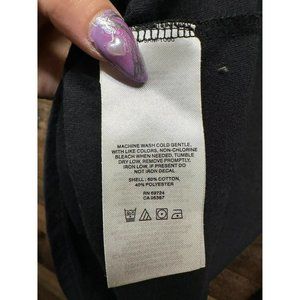 MACHINE WASH COLD GENTLE,
WITH LIKE COLORS, NON-CHLORINE
BLEACH WHEN NEEDED, TUMBLE
DRY LOW, REMOVE PROMPTLY,
IRON LOW IF PRESENT DO
NOT IRON DECAL
SHELL: 60% COTTON,
40% POLYESTER
RN 69724
CA 05367